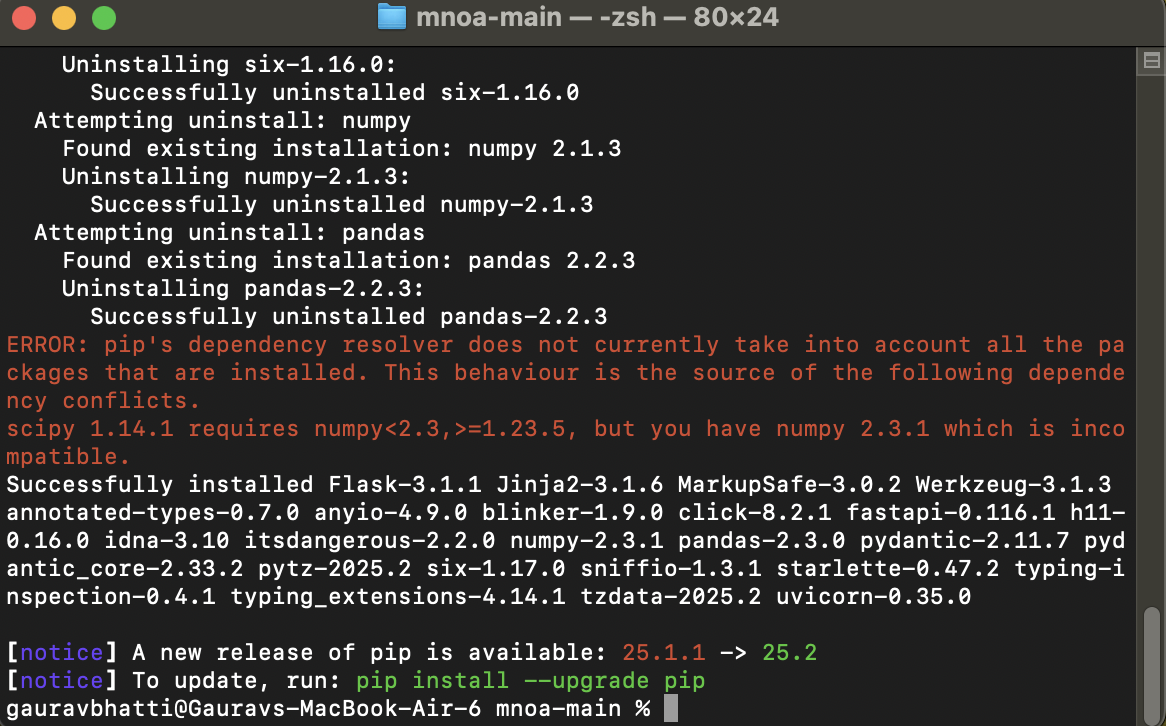 mnoa-main — -zsh — 80×24
Uninstalling six-1.16.0:
Successfully uninstalled six-1.16.0
Attempting uninstall: numpy
Found existing installation: numpy 2.1.3
Uninstalling numpy-2.1.3:
Successfully uninstalled numpy-2.1.3
Attempting uninstall: pandas
Found existing installation: pandas 2.2.3
Uninstalling pandas-2.2.3:
Successfully uninstalled pandas-2.2.3
ERROR: pip's dependency resolver does not currently take into account all the pa
ckages that are installed. This behaviour is the source of the following depende
ncy conflicts.
scipy 1.14.1 requires numpy<2.3,>=1.23.5, but you have numpy 2.3.1 which is inco
mpatible.
Successfully installed Flask-3.1.1 Jinja2-3.1.6 MarkupSafe-3.0.2 Werkzeug-3.1.3
annotated-types-0.7.0 anyio-4.9.0 blinker-1.9.0 click-8.2.1 fastapi-0.116.1 h11-
0.16.0 idna-3.10 itsdangerous-2.2.0 numpy-2.3.1 pandas-2.3.0 pydantic-2.11.7 pyd
antic_core-2.33.2 pytz-2025.2 six-1.17.0 sniffio-1.3.1 starlette-0.47.2 typing-i
nspection-0.4.1 typing_extensions-4.14.1 tzdata-2025.2 uvicorn-0.35.0
[notice] A new release of pip is available: 25.1.1 -> 25.2
[notice] To update, run: pip install --upgrade pip
gauravbhatti@Gauravs-MacBook-Air-6 mnoa-main %